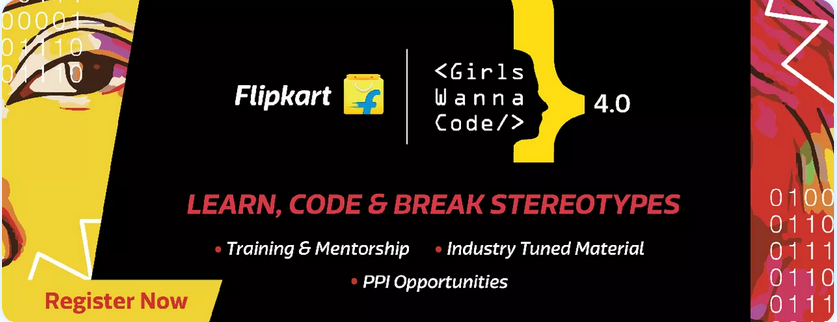 00001
01110
01110
Flipkart
<Girls
Wanna
Code/>
4.0
LEARN, CODE & BREAK STEREOTYPES
• Training & Mentorship • Industry Tuned Material
• PPI Opportunities
Register Now
0100
0110
0111
0110
0111